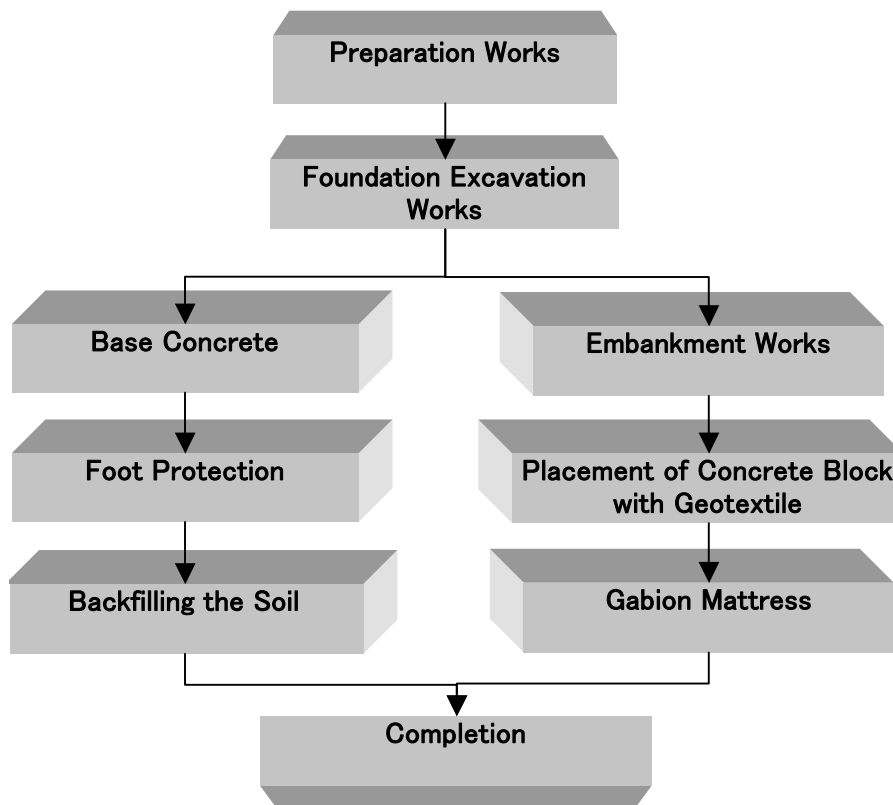 Preparation Works
Foundation Excavation
Works
Base Concrete
Embankment Works
Foot Protection
Placement of Concrete Block
with Geotextile
Backfilling the Soil
Gabion Mattress
Completion